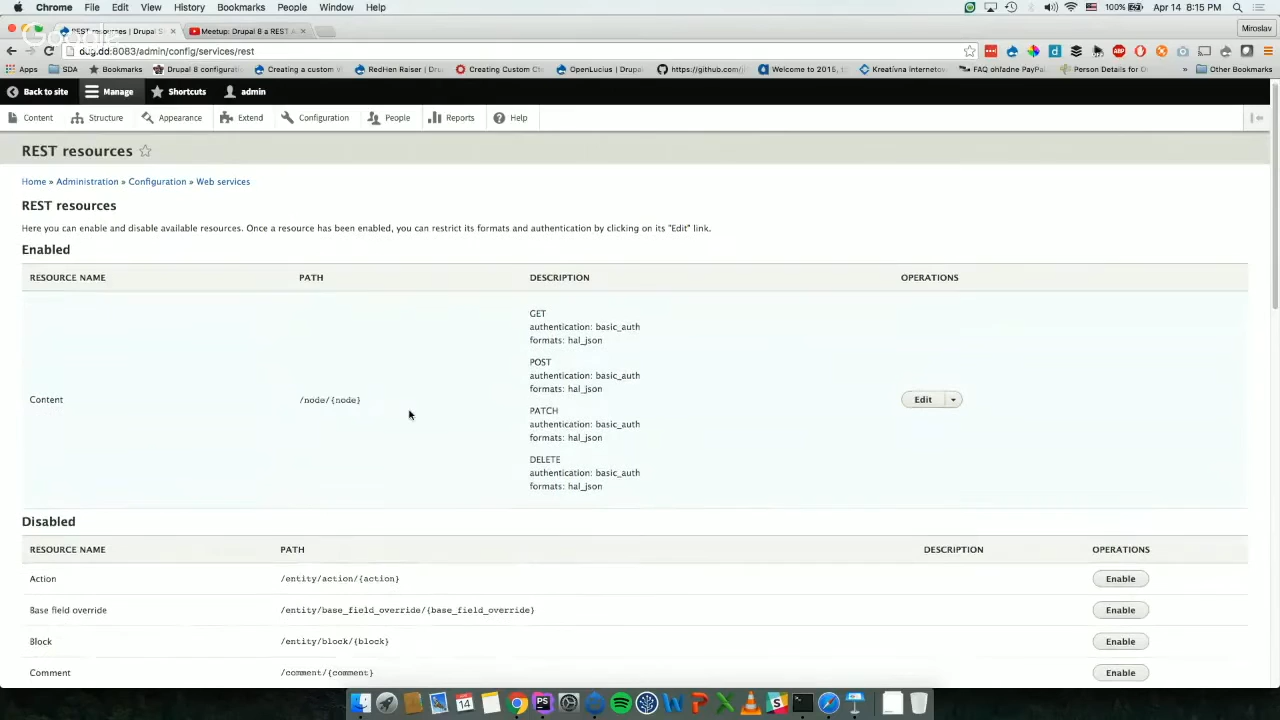 Chrome File Edit View History Bookmarks People Window Help 100% Apr 14 8:15 PM
REST resources | Drupal S Meetup: Drupal 8 a REST A Miroslav
Google
dug.dd:8083/admin/config/services/rest
Apps SDA Bookmarks Drupal 8 configurati Creating a custom V RedHen Raiser | Dru Creating Custom Ct OpenLucius | Drupal https://github.com/j Welcome to 2015, t Kreatívna Internetov FAQ ohľadne PayPal Person Details for O » Other Bookmarks
Back to site Manage Shortcuts admin
Content Structure Appearance Extend Configuration People Reports Help
REST resources
Home » Administration » Configuration » Web services
REST resources
Here you can enable and disable available resources. Once a resource has been enabled, you can restrict its formats and authentication by clicking on its "Edit" link.
Enabled
RESOURCE NAME PATH DESCRIPTION OPERATIONS
GET
authentication: basic_auth
formats: hal_json
POST
authentication: basic_auth
formats: hal_json
Content /node/{node} Edit
PATCH
authentication: basic_auth
formats: hal_json
DELETE
authentication: basic_auth
formats: hal_json
Disabled
RESOURCE NAME PATH DESCRIPTION OPERATIONS
Action /entity/action/{action} Enable
Base field override /entity/base_field_override/{base_field_override} Enable
Block /entity/block/{block} Enable
Comment /comment/{comment} Enable
14